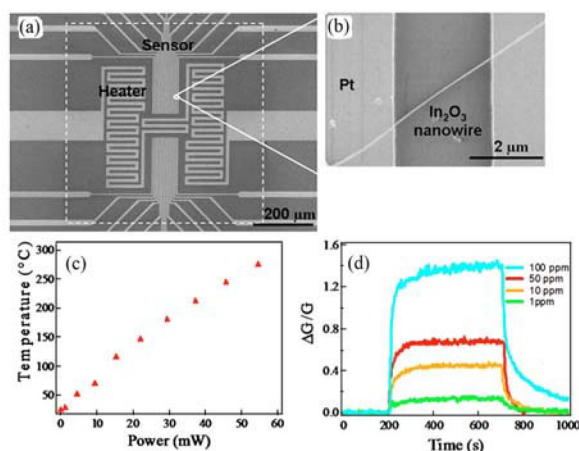 (a)
Sensor
Heater
200 μm
(b)
Pt
In₂O₃
nanowire
2 μm
(c)
300
250
200
150
100
50
Temperature (°C)
0 10 20 30 40 50 60
Power (mW)
(d)
1.6
1.2
0.8
0.4
0.0
ΔG/G
100 ppm
50 ppm
10 ppm
1ppm
0 200 400 600 800 1000
Time (s)